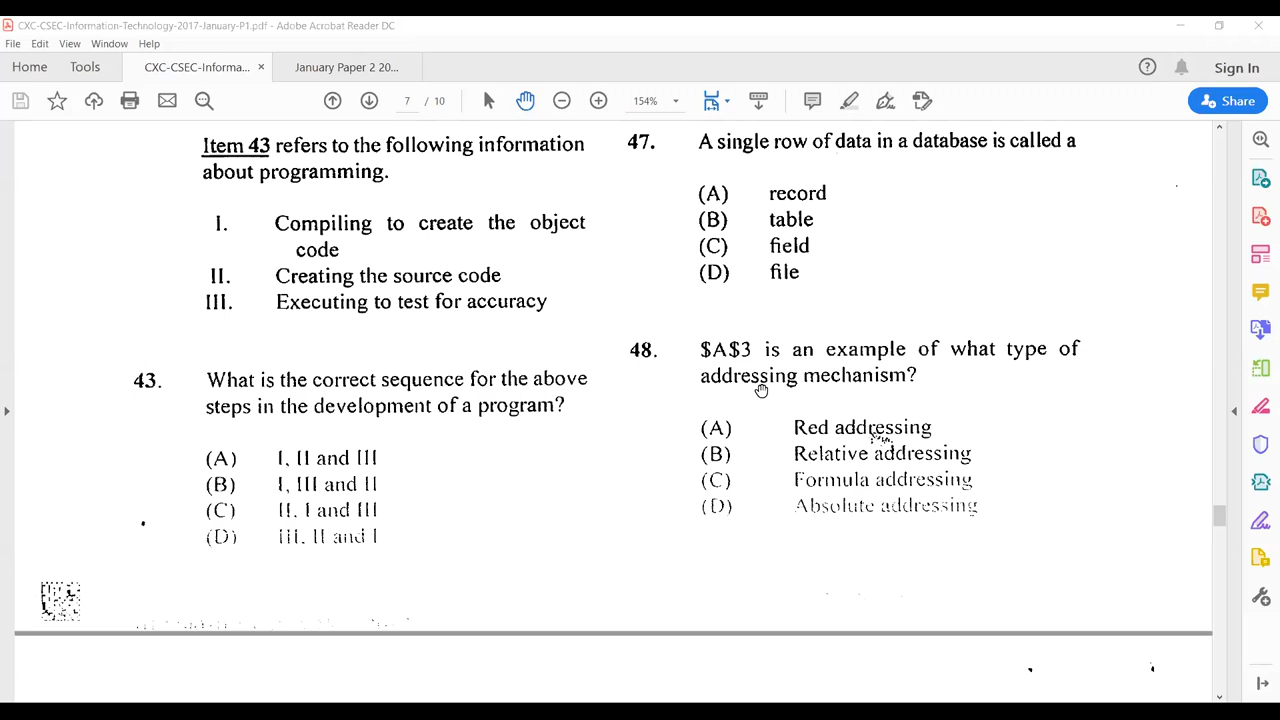 CXC-CSEC-Information-Technology-2017-January-P1.pdf - Adobe Acrobat Reader DC
File Edit View Window Help
Home Tools CXC-CSEC-Informa... × January Paper 2 20... Sign In
7 / 10 154% Share
Item 43 refers to the following information
about programming.
I. Compiling to create the object
code
II. Creating the source code
III. Executing to test for accuracy
43. What is the correct sequence for the above
steps in the development of a program?
(A) I, II and III
(B) I, III and II
(C) II, I and III
(D) III, II and I
47. A single row of data in a database is called a
(A) record
(B) table
(C) field
(D) file
48. $A$3 is an example of what type of
addressing mechanism?
(A) Red addressing
(B) Relative addressing
(C) Formula addressing
(D) Absolute addressing